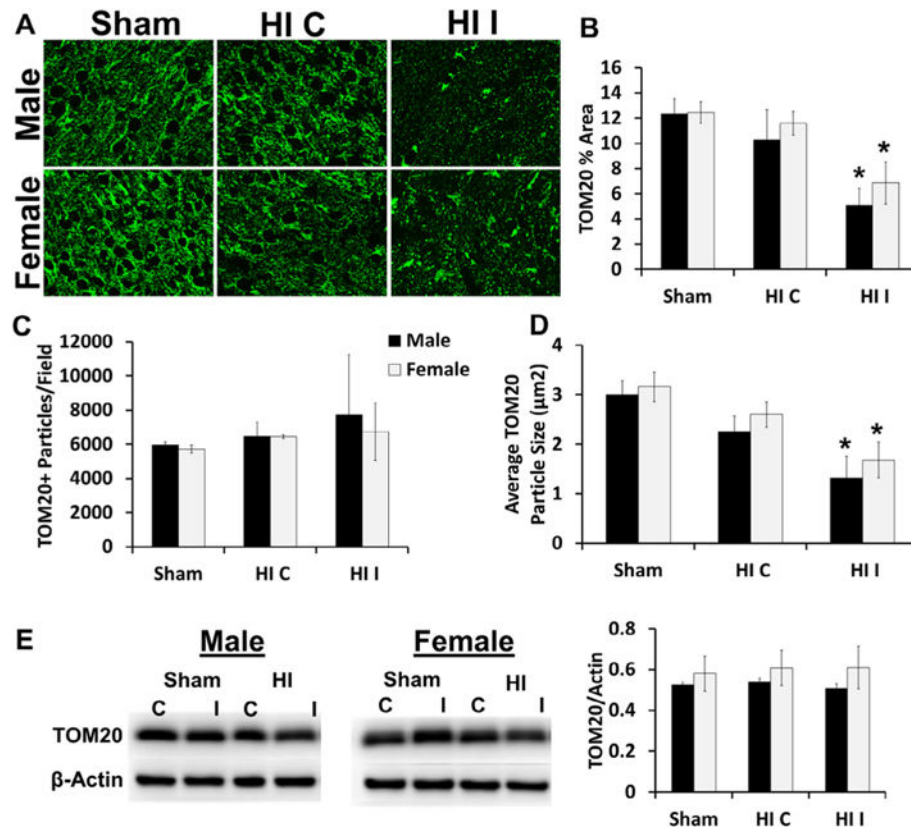 A
Sham
HI C
HI I
Male
Female
B
TOM20 % Area
16
14
12
10
8
6
4
2
0
*
*
Sham
HI C
HI I
C
TOM20+ Particles/Field
12000
10000
8000
6000
4000
2000
0
Male
Female
Sham
HI C
HI I
D
Average TOM20
Particle Size (µm2)
4
3
2
1
0
*
*
Sham
HI C
HI I
E
Male
Female
Sham
HI
Sham
HI
C
I
C
I
C
I
C
I
TOM20
β-Actin
TOM20/Actin
0.8
0.6
0.4
0.2
0
Sham
HI C
HI I